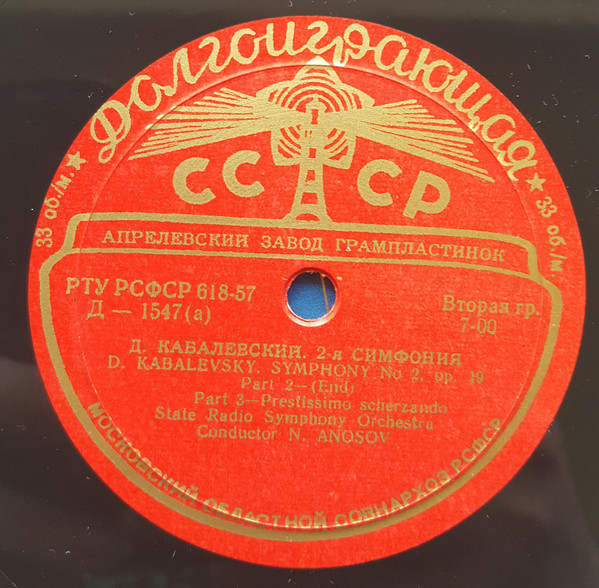 Долгоиграющая
★ 33 об./м.
★ 33 об./м.
СССР
АПРЕЛЕВСКИЙ ЗАВОД ГРАМПЛАСТИНОК
РТУ РСФСР 618-57
Д — 1547(а)
Вторая гр.
7-00
Д. КАБАЛЕВСКИЙ. 2-я СИМФОНИЯ
D. KABALEVSKY. SYMPHONY No 2, op. 19
Part 2—(End)
Part 3—Prestissimo scherzando
State Radio Symphony Orchestra
Conductor N. ANOSOV
МОСКОВСКИЙ ОБЛАСТНОЙ СОВНАРХОЗ РСФСР